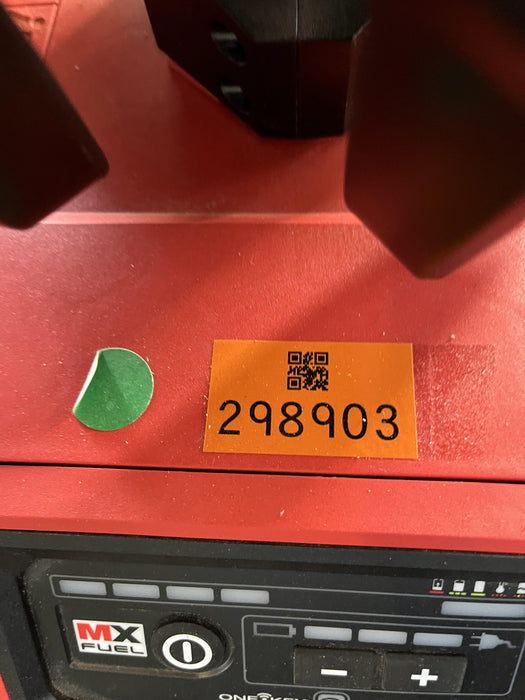 298903
MX
FUEL
− +
ONE KEY